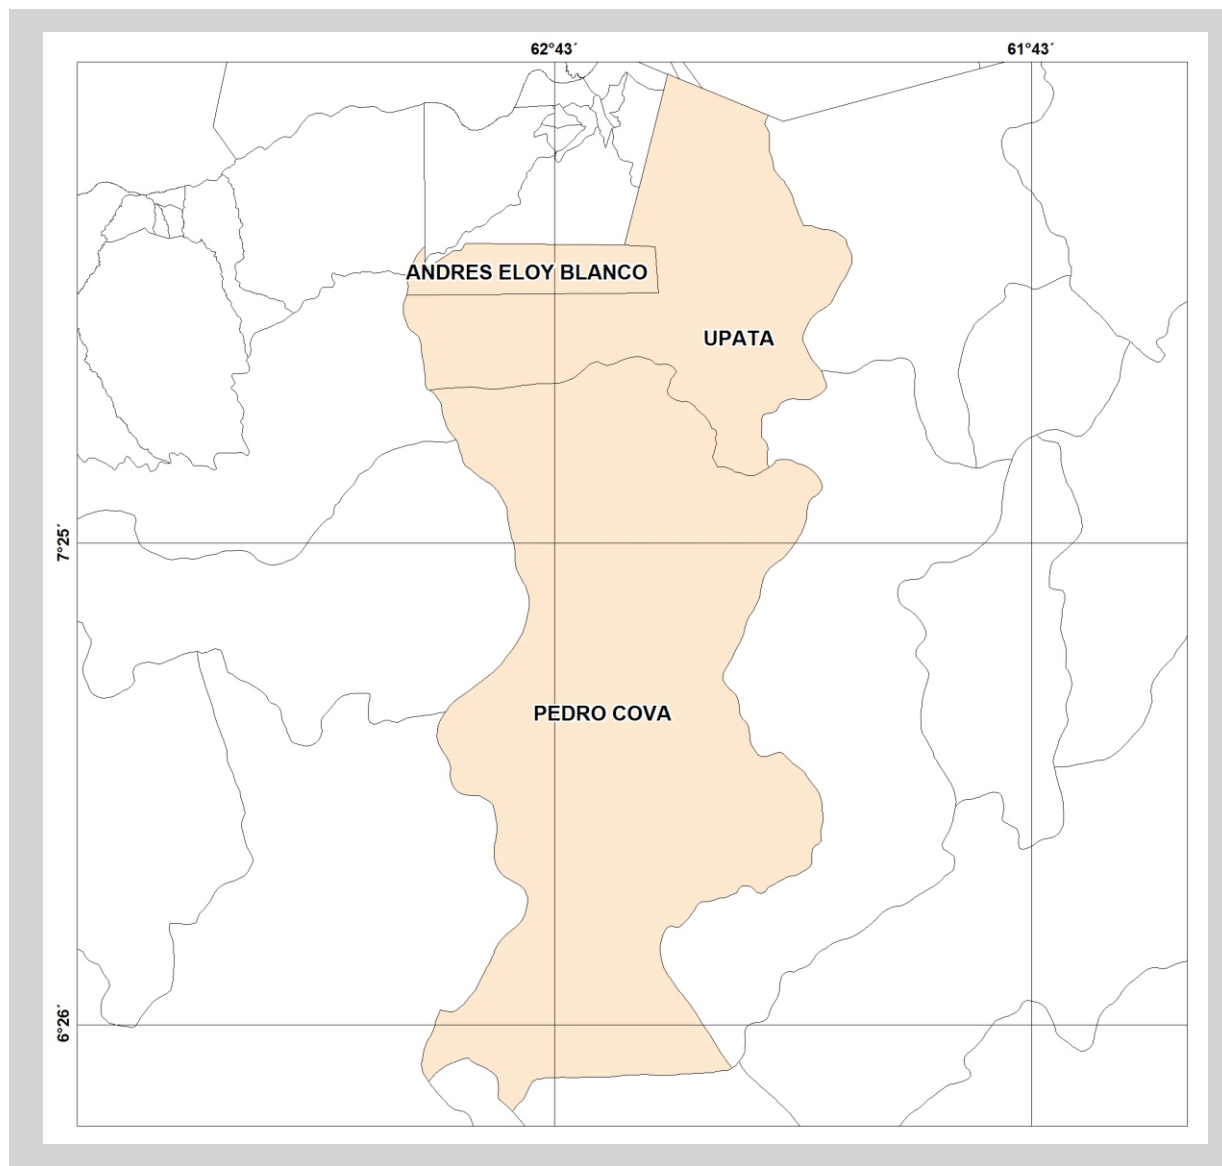 62°43´
61°43´
ANDRES ELOY BLANCO
UPATA
7°25´
PEDRO COVA
6°26´